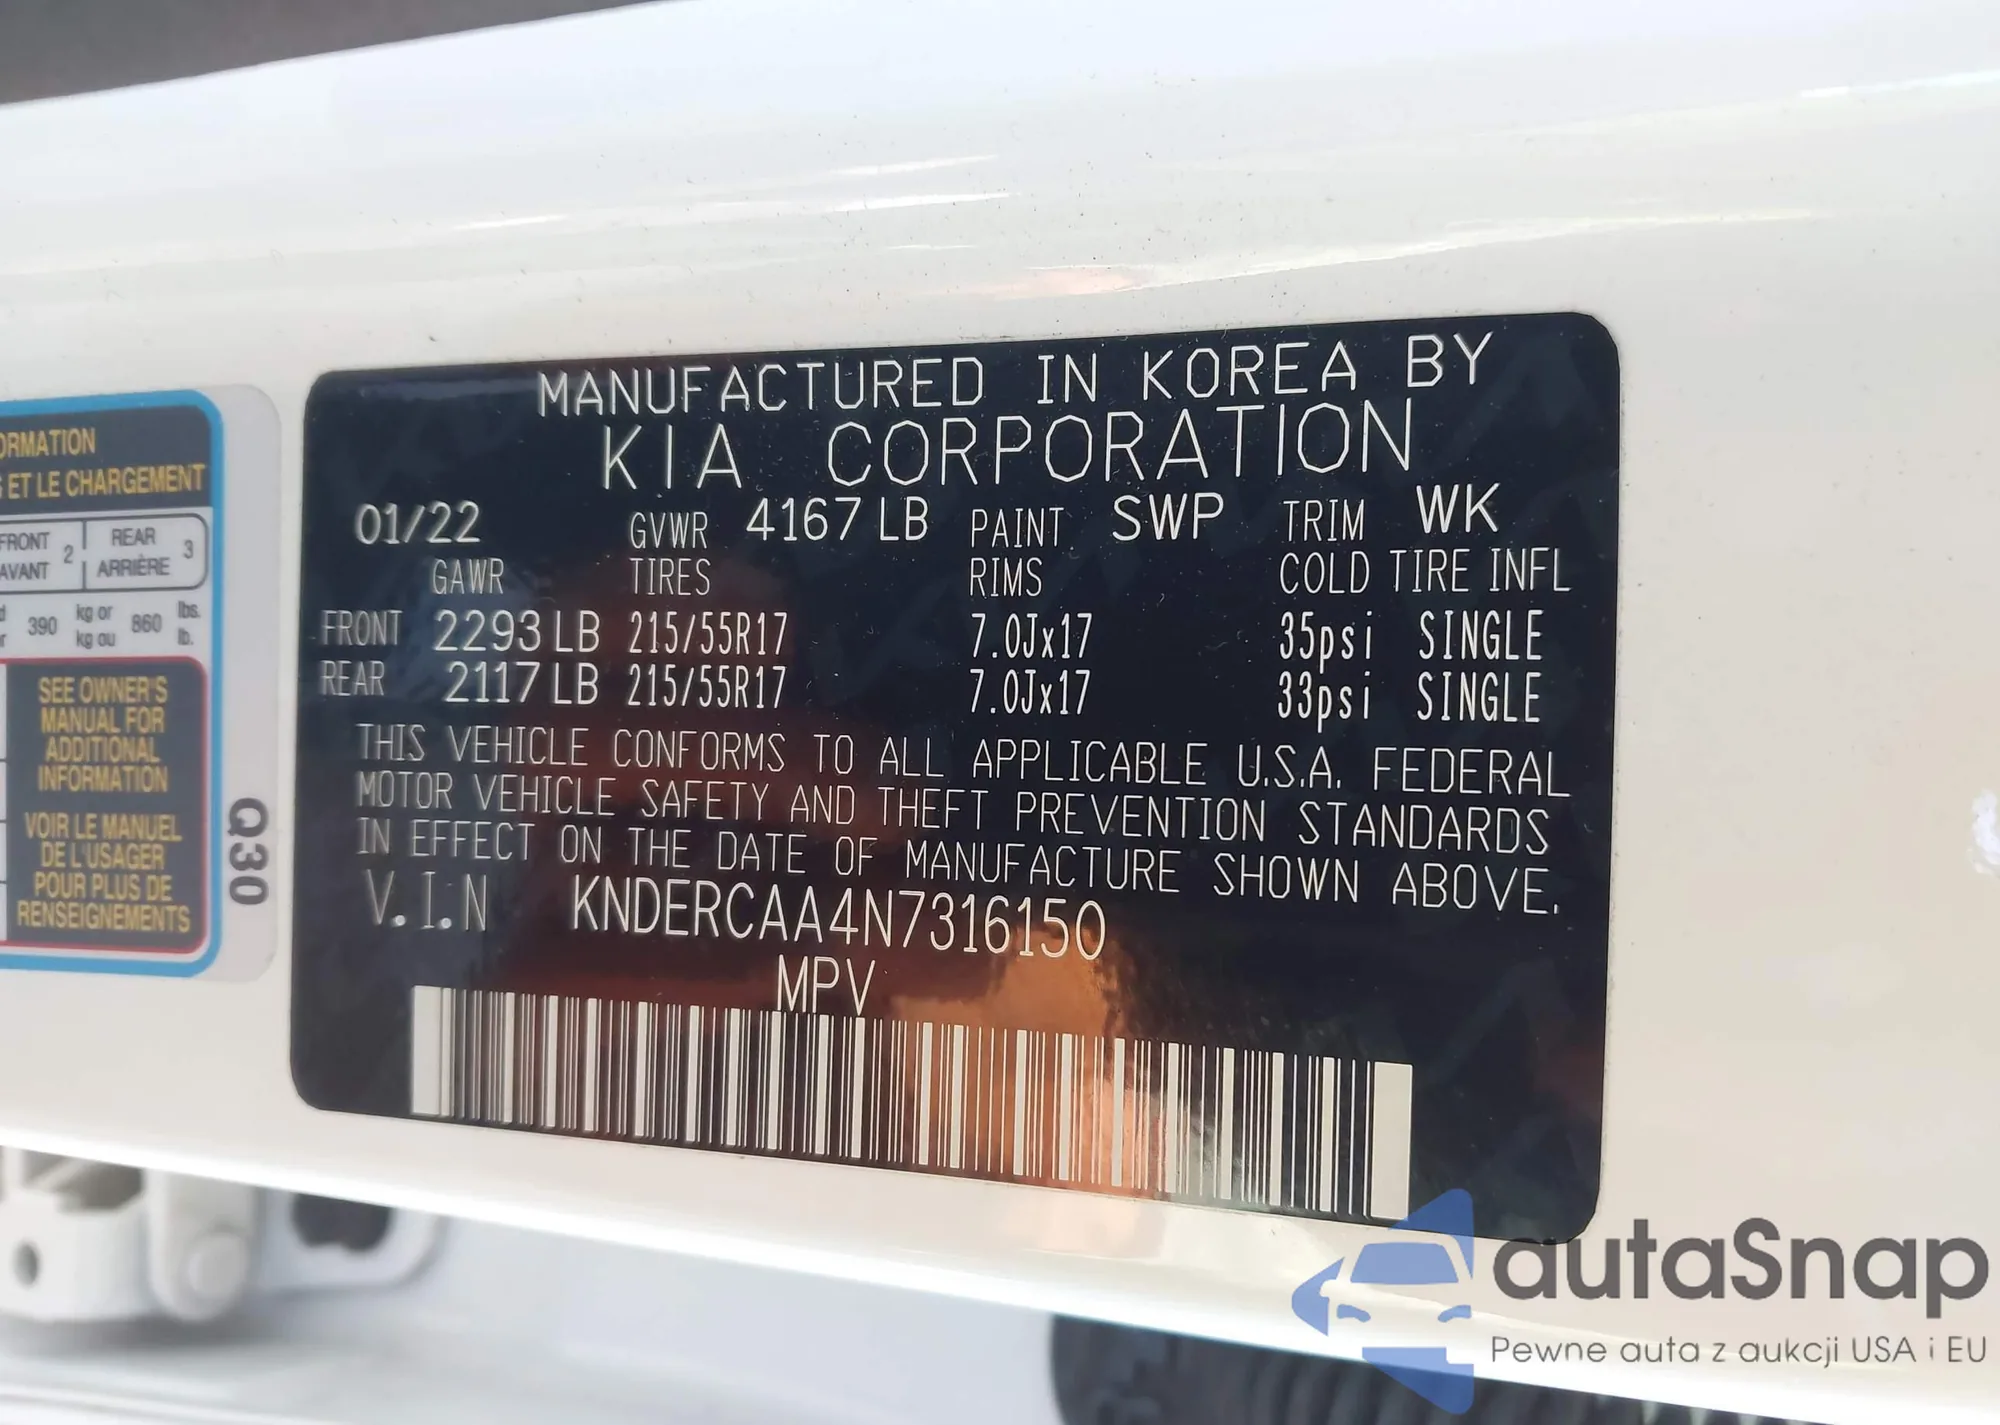 MANUFACTURED IN KOREA BY
KIA CORPORATION
01/22 GVWR 4167 LB PAINT SWP TRIM WK
GAWR TIRES RIMS COLD TIRE INFL
FRONT 2293 LB 215/55R17 7.0Jx17 35psi SINGLE
REAR 2117 LB 215/55R17 7.0Jx17 33psi SINGLE
THIS VEHICLE CONFORMS TO ALL APPLICABLE U.S.A. FEDERAL
MOTOR VEHICLE SAFETY AND THEFT PREVENTION STANDARDS
IN EFFECT ON THE DATE OF MANUFACTURE SHOWN ABOVE.
V.I.N KNDERCAA4N7316150
MPV
ET LE CHARGEMENT
FRONT 2 REAR 3
AVANT ARRIÈRE
390 kg or 860 lbs.
kg ou lb.
SEE OWNER'S
MANUAL FOR
ADDITIONAL
INFORMATION
VOIR LE MANUEL
DE L'USAGER
POUR PLUS DE
RENSEIGNEMENTS
Q30
autaSnap
Pewne auta z aukcji USA i EU